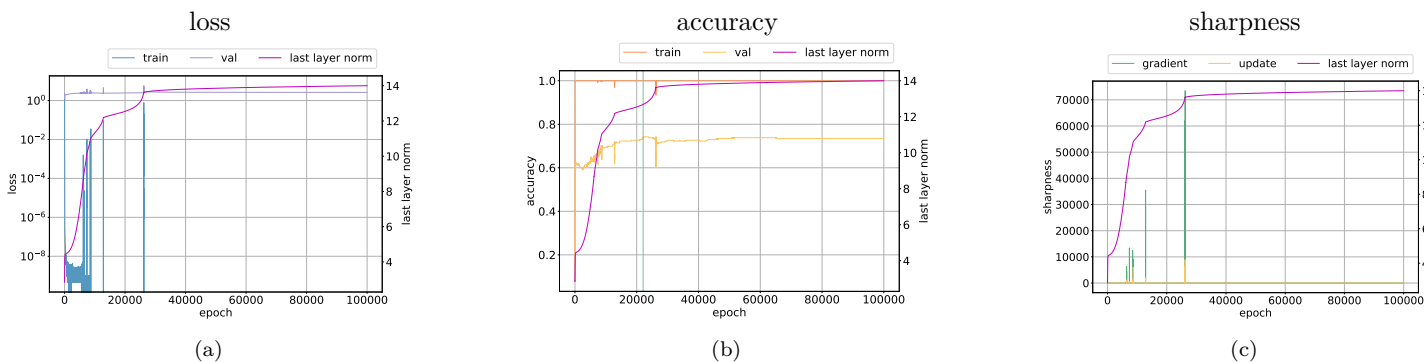 loss
accuracy
sharpness
train val last layer norm
train val last layer norm
gradient update last layer norm
10⁰
10⁻²
10⁻⁴
10⁻⁶
10⁻⁸
loss
14
12
10
8
6
4
last layer norm
0 20000 40000 60000 80000 100000
epoch
1.0
0.8
0.6
0.4
0.2
accuracy
14
12
10
8
6
4
last layer norm
0 20000 40000 60000 80000 100000
epoch
70000
60000
50000
40000
30000
20000
10000
0
sharpness
0 20000 40000 60000 80000 100000
epoch
(a)
(b)
(c)